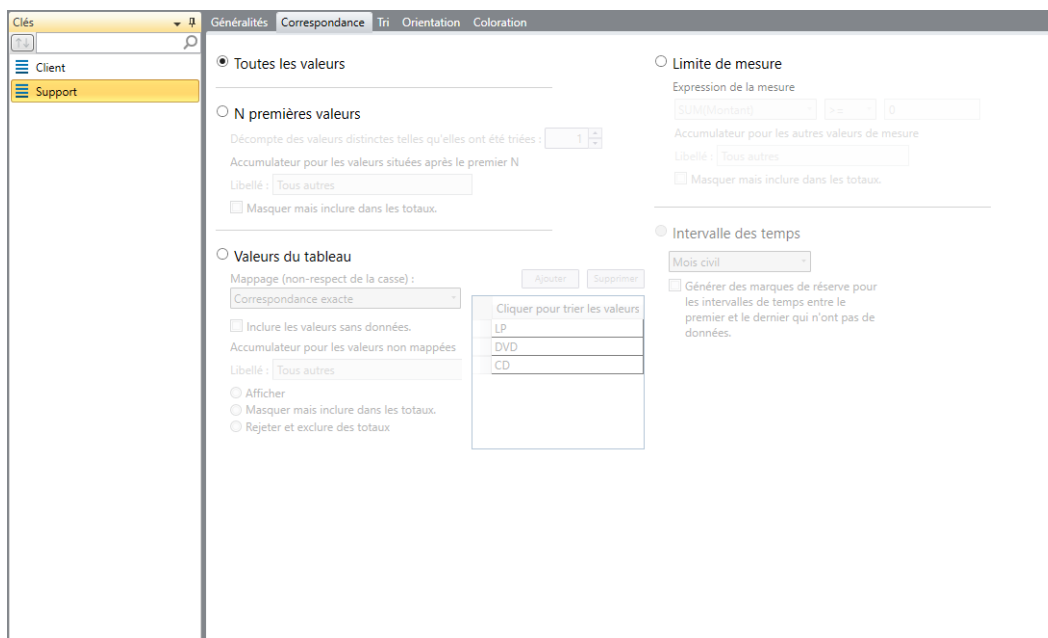 Clés
Généralités Correspondance Tri Orientation Coloration
Client
Support
Toutes les valeurs
N premières valeurs
Décompte des valeurs distinctes telles qu'elles ont été triées : 1
Accumulateur pour les valeurs situées après le premier N
Libellé : Tous autres
Masquer mais inclure dans les totaux.
Valeurs du tableau
Mappage (non-respect de la casse) :
Ajouter Supprimer
Correspondance exacte
Inclure les valeurs sans données.
Accumulateur pour les valeurs non mappées
Libellé : Tous autres
Afficher
Masquer mais inclure dans les totaux.
Rejeter et exclure des totaux
Cliquer pour trier les valeurs
LP
DVD
CD
Limite de mesure
Expression de la mesure
SUM(Montant) >= 0
Accumulateur pour les autres valeurs de mesure
Libellé : Tous autres
Masquer mais inclure dans les totaux.
Intervalle des temps
Mois civil
Générer des marques de réserve pour
les intervalles de temps entre le
premier et le dernier qui n'ont pas de
données.